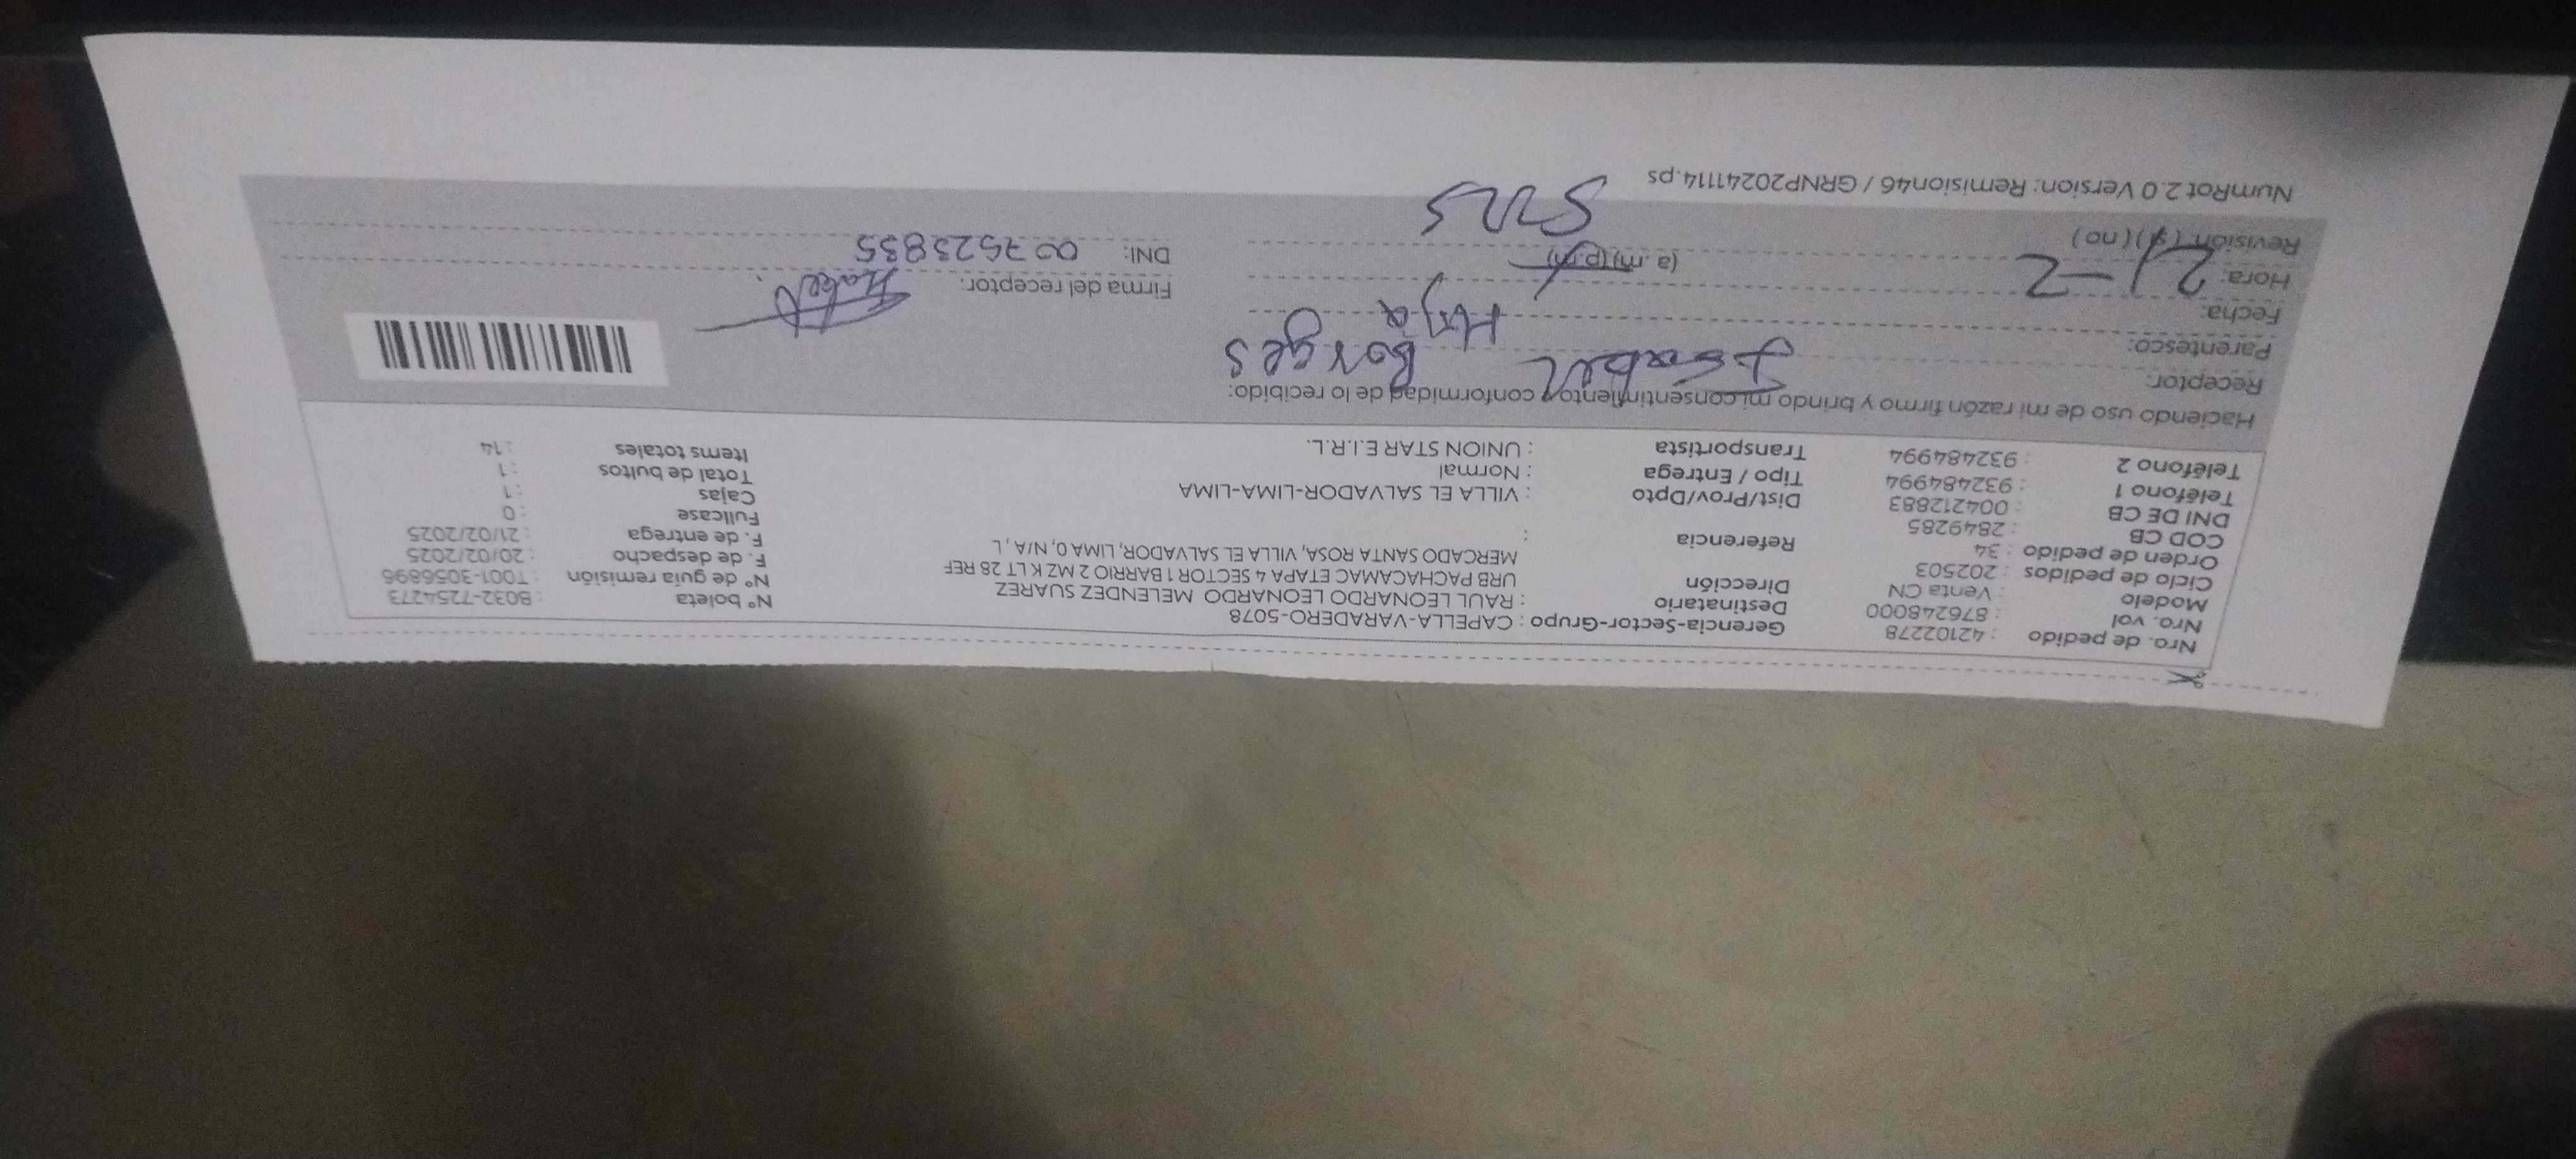 Nro. de pedido : 42102278 Gerencia-Sector-Grupo : CAPELLA-VARADERO-5078 N° boleta : B032-7254273
Nro. vol : 876248000 Destinatario : RAUL LEONARDO LEONARDO MELENDEZ SUAREZ N° de guía remisión : T001-3056896
Modelo : Venta CN Dirección URB PACHACAMAC ETAPA 4 SECTOR 1 BARRIO 2 MZ K LT 28 REF F. de despacho : 20/02/2025
Ciclo de pedidos : 202503 MERCADO SANTA ROSA, VILLA EL SALVADOR, LIMA 0, N/A , L F. de entrega : 21/02/2025
Orden de pedido : 34 Referencia : Fullcase : 0
COD CB : 2849285 Dist/Prov/Dpto : VILLA EL SALVADOR-LIMA-LIMA Cajas : 1
DNI DE CB : 004212883 Tipo / Entrega : Normal Total de bultos : 1
Teléfono 1 : 932484994 Transportista : UNION STAR E.I.R.L. Items totales : 14
Teléfono 2 : 932484994
Haciendo uso de mi razón firmo y brindo mi consentimiento y conformidad de lo recibido:
Receptor: Isabel Borges
Parentesco: Hija
Fecha: 21-2 Firma del receptor:
Hora: (a.m)(p.m) DNI: 007523835
Revisión: (si) (no)
NumRot 2.0 Version: Remision46 / GRNP20241114.ps